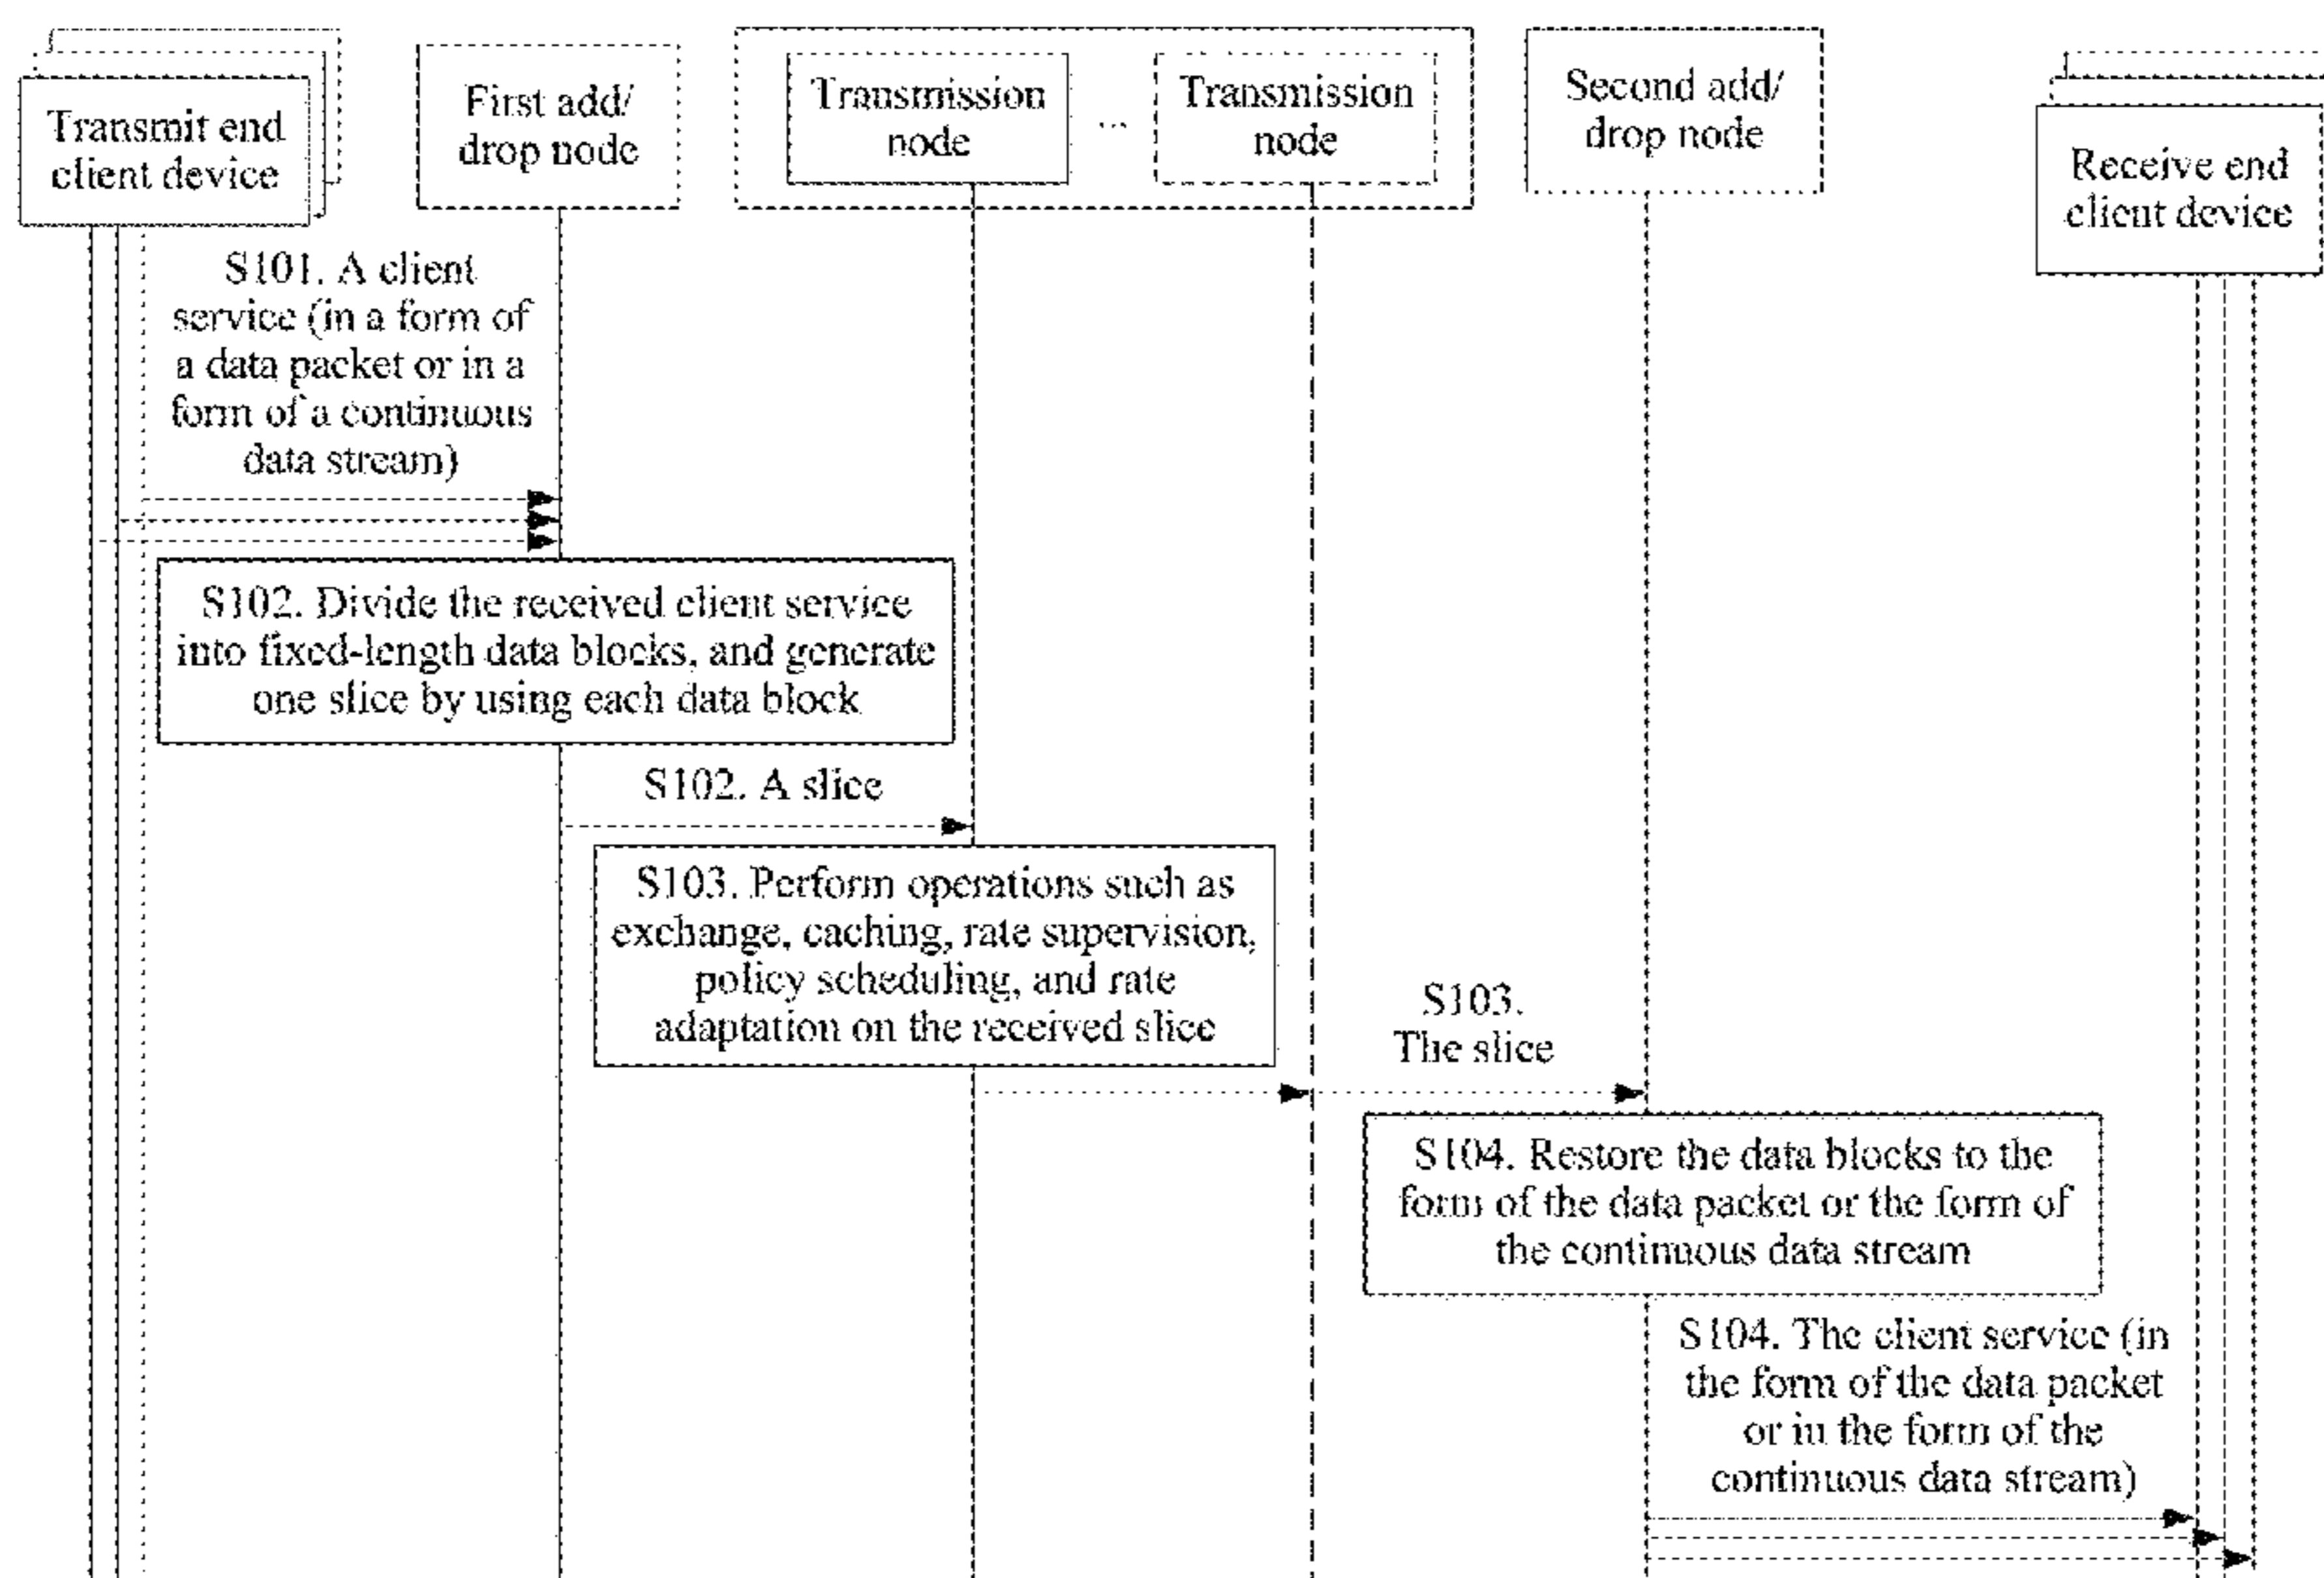 Transmit end
client device
First add/
drop node
Transmission
node
...
Transmission
node
Second add/
drop node
Receive end
client device
S101. A client
service (in a form of
a data packet or in a
form of a continuous
data stream)
S102. Divide the received client service
into fixed-length data blocks, and generate
one slice by using each data block
S102. A slice
S103. Perform operations such as
exchange, caching, rate supervision,
policy scheduling, and rate
adaptation on the received slice
S103.
The slice
S104. Restore the data blocks to the
form of the data packet or the form of
the continuous data stream
S104. The client service (in
the form of the data packet
or in the form of the
continuous data stream)